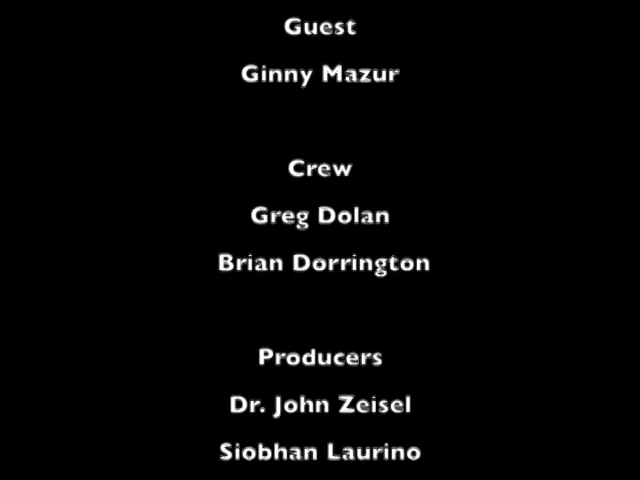 Guest
Ginny Mazur
Crew
Greg Dolan
Brian Dorrington
Producers
Dr. John Zeisel
Siobhan Laurino